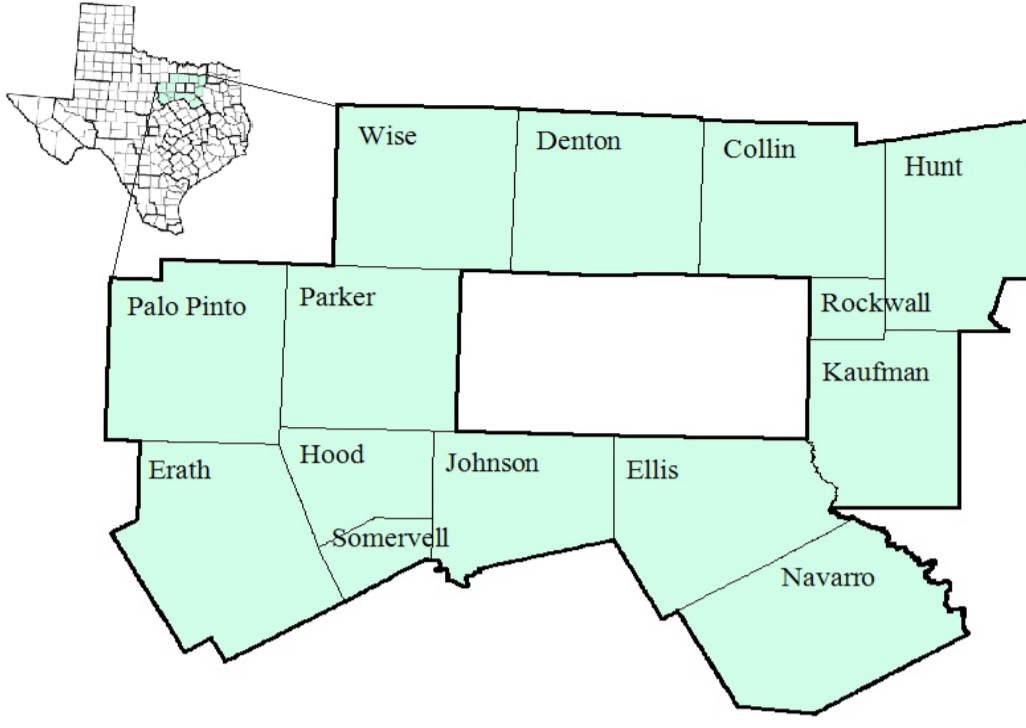 Wise
Denton
Collin
Hunt
Palo Pinto
Parker
Rockwall
Kaufman
Erath
Hood
Johnson
Ellis
Somervell
Navarro